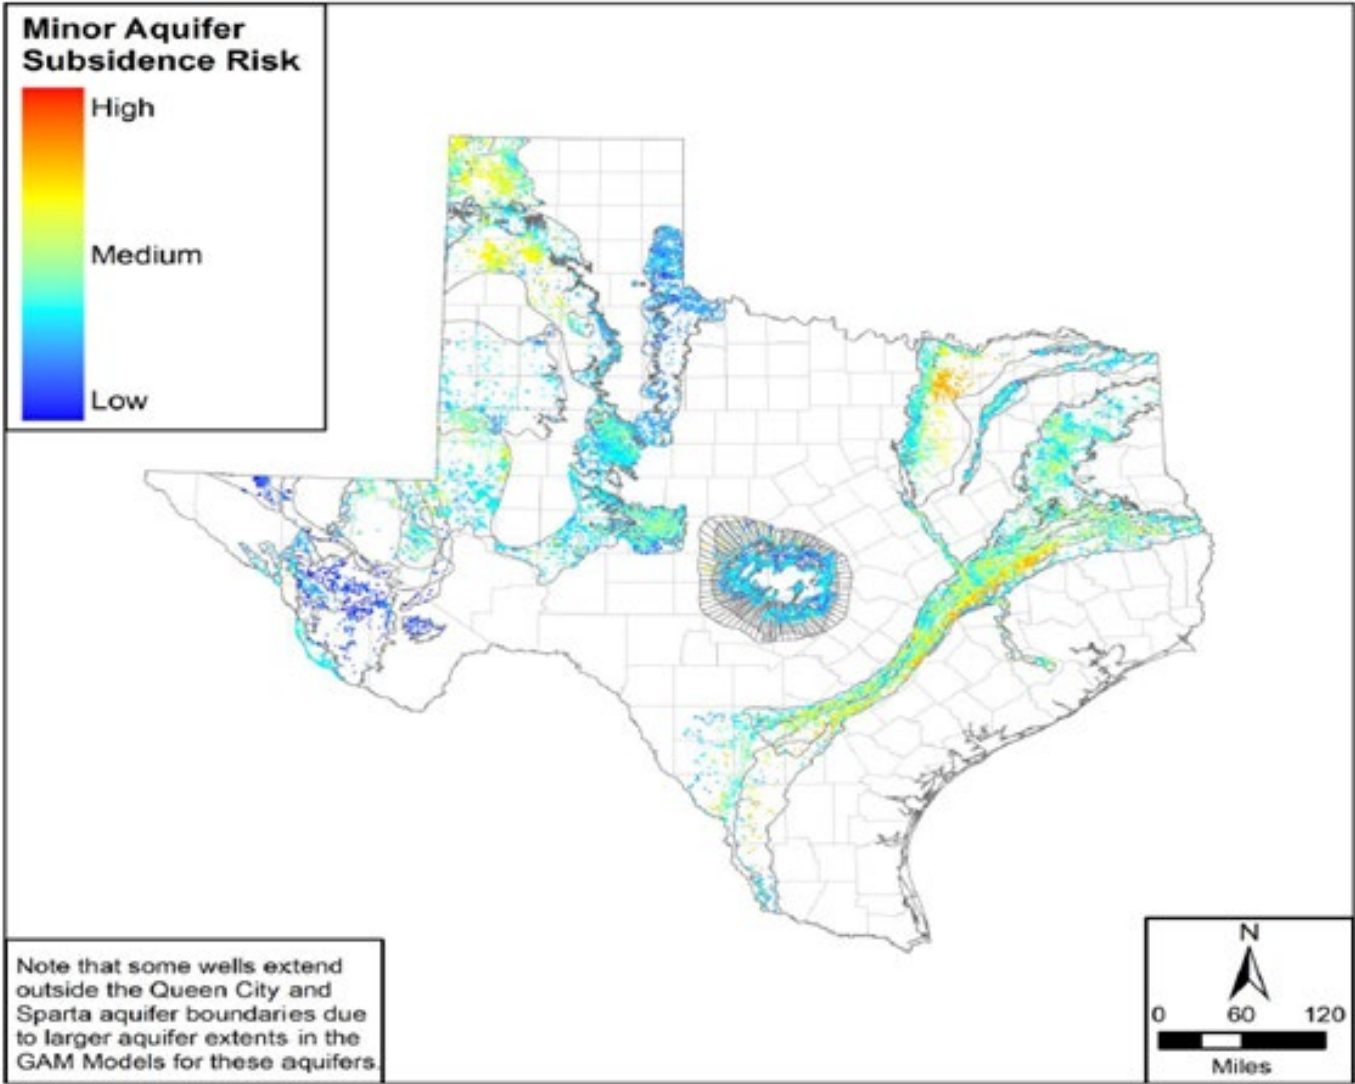 Minor Aquifer
Subsidence Risk
High
Medium
Low
Note that some wells extend
outside the Queen City and
Sparta aquifer boundaries due
to larger aquifer extents in the
GAM Models for these aquifers.
N
0 60 120
Miles